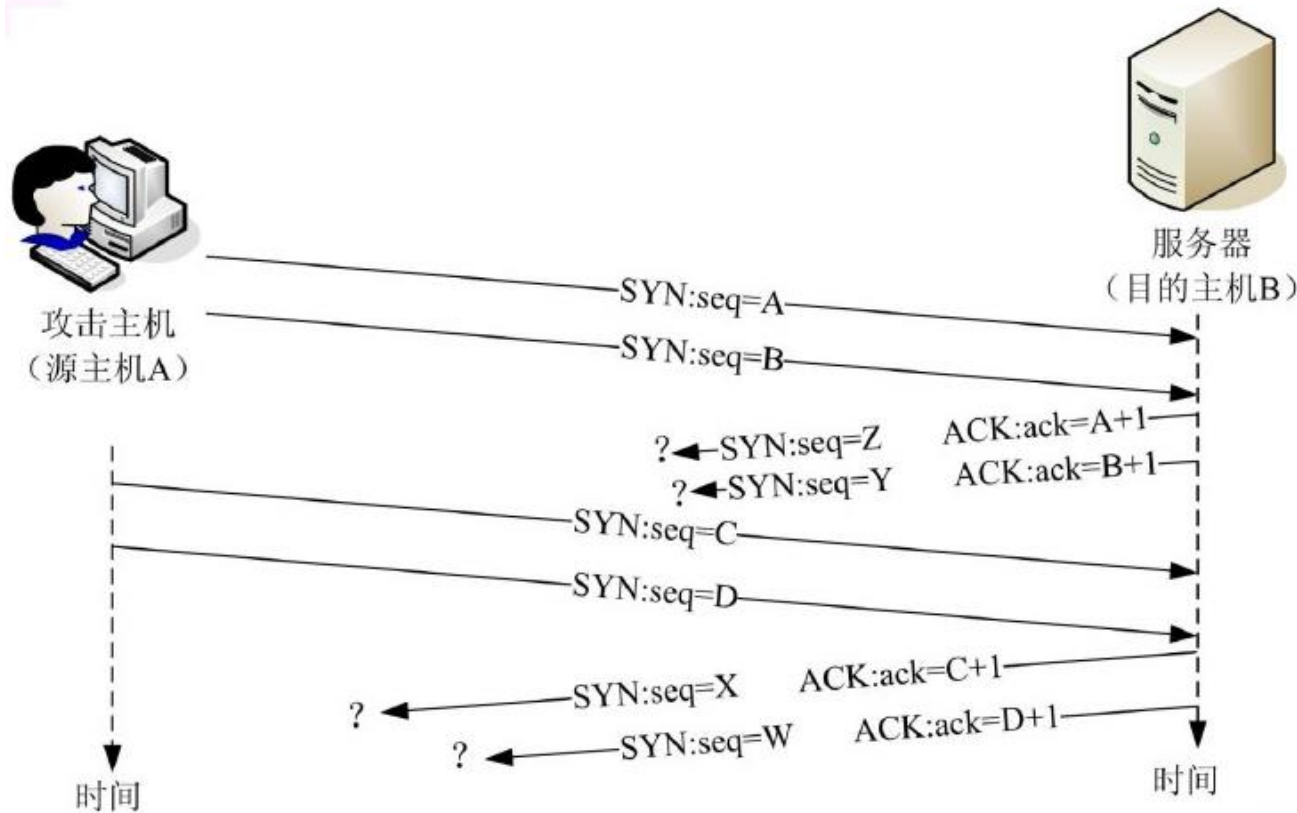 服务器
（目的主机B）
攻击主机
（源主机A）
SYN:seq=A
SYN:seq=B
? SYN:seq=Z ACK:ack=A+1
? SYN:seq=Y ACK:ack=B+1
SYN:seq=C
SYN:seq=D
? SYN:seq=X ACK:ack=C+1
? SYN:seq=W ACK:ack=D+1
时间
时间